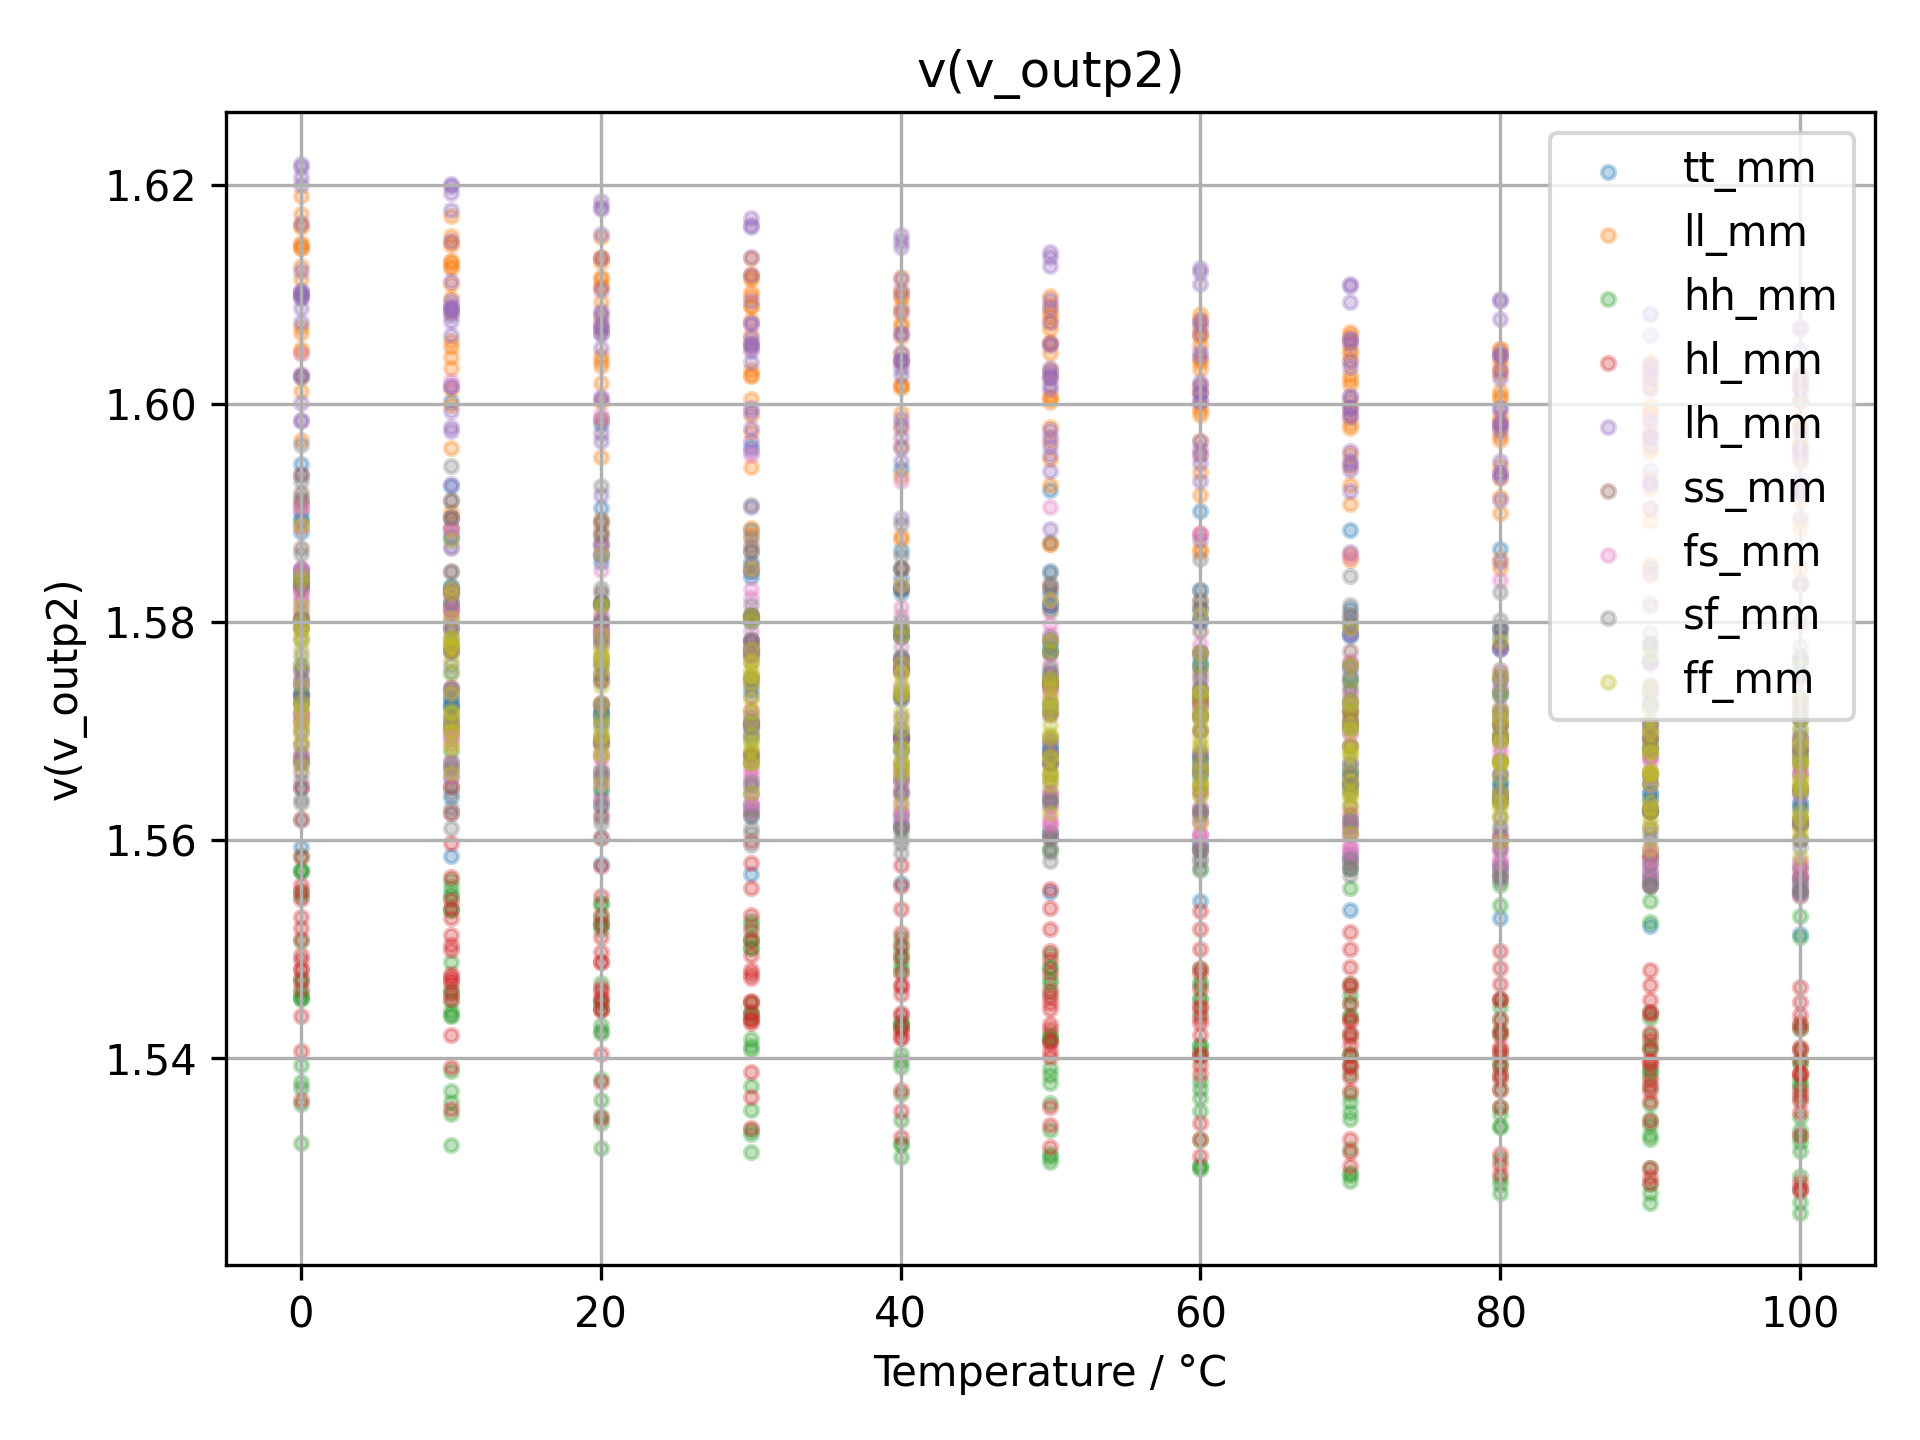 v(v_outp2)
v(v_outp2)
1.62
1.60
1.58
1.56
1.54
tt_mm
ll_mm
hh_mm
hl_mm
lh_mm
ss_mm
fs_mm
sf_mm
ff_mm
0 20 40 60 80 100
Temperature / °C